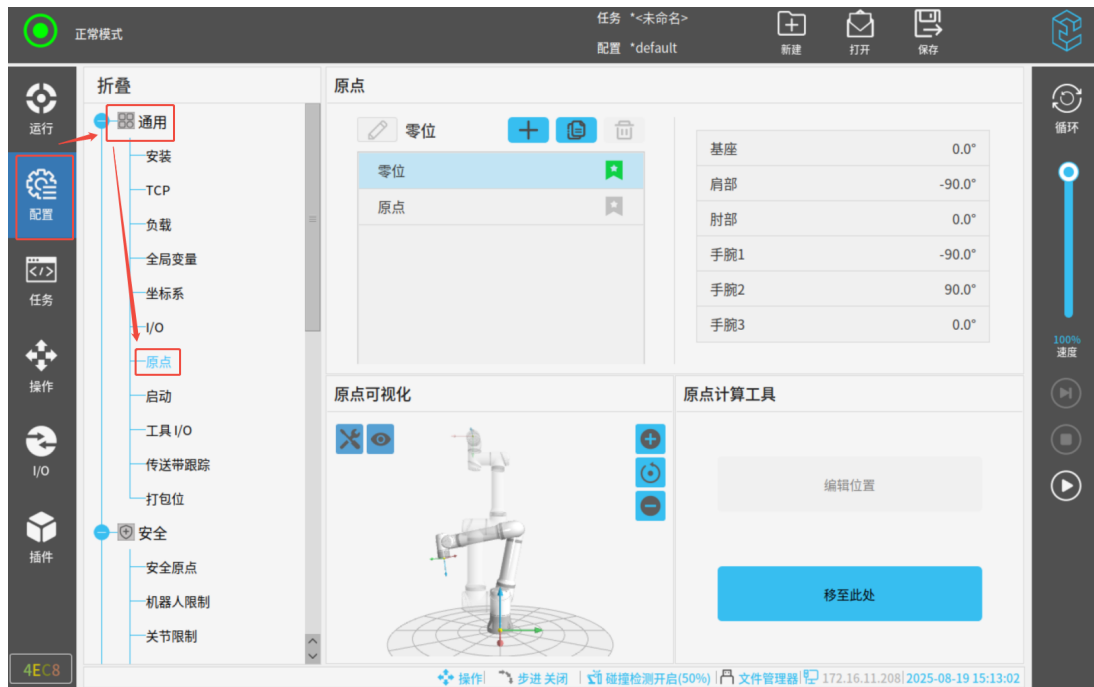 正常模式
任务 *<未命名>
配置 *default
新建
打开
保存
运行
配置
任务
操作
I/O
插件
4EC8
折叠
通用
安装
TCP
负载
全局变量
坐标系
I/O
原点
启动
工具 I/O
传送带跟踪
打包位
安全
安全原点
机器人限制
关节限制
原点
零位
零位
原点
基座 0.0°
肩部 -90.0°
肘部 0.0°
手腕1 -90.0°
手腕2 90.0°
手腕3 0.0°
原点可视化
原点计算工具
编辑位置
移至此处
循环
100%
速度
操作 步进 关闭 碰撞检测开启(50%) 文件管理器 172.16.11.208 2025-08-19 15:13:02